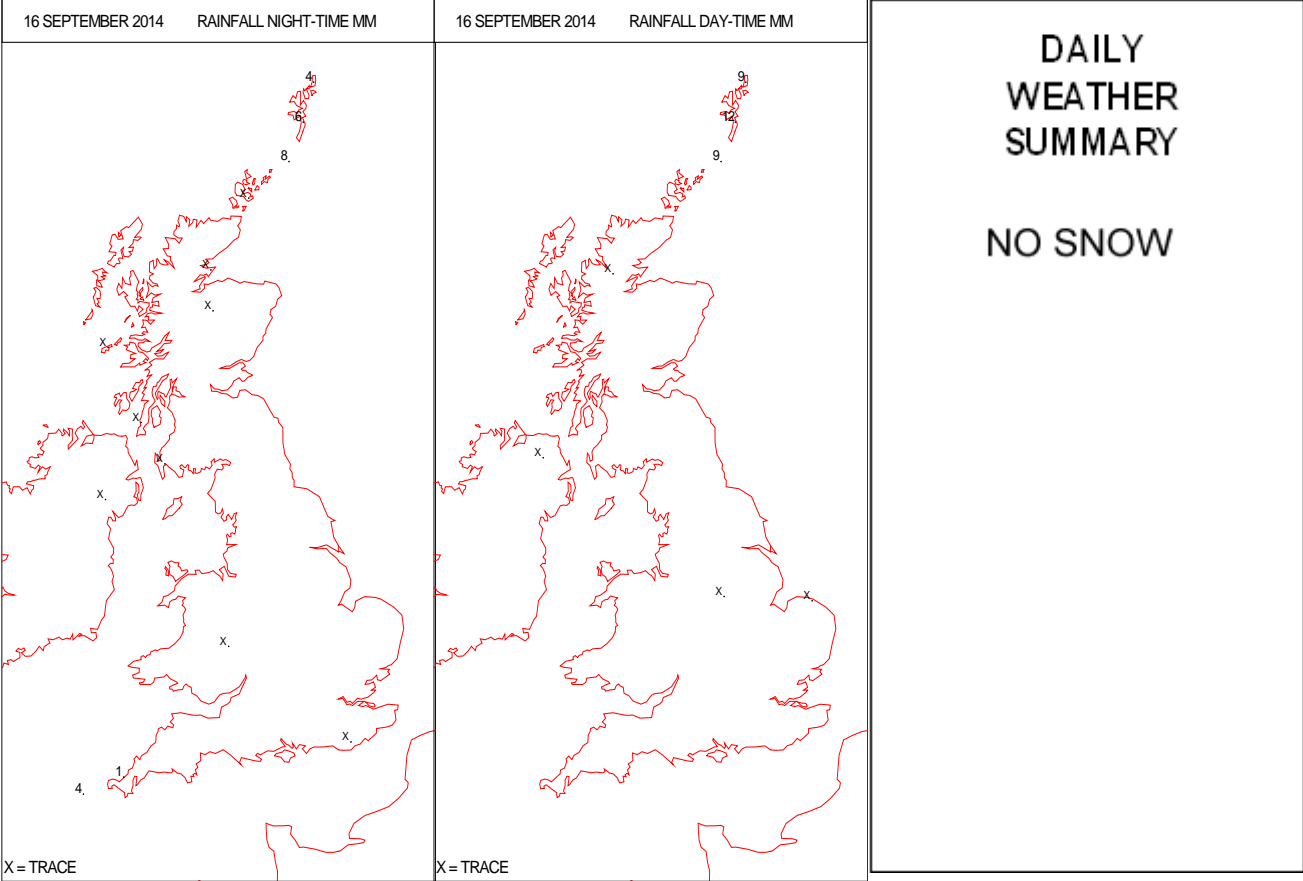 16 SEPTEMBER 2014 RAINFALL NIGHT-TIME MM
4
6
8
X
X
X
X
X
X
X
X
X
1
4
X = TRACE
16 SEPTEMBER 2014 RAINFALL DAY-TIME MM
9
12
9
X
X
X
X
X = TRACE
DAILY
WEATHER
SUMMARY
NO SNOW